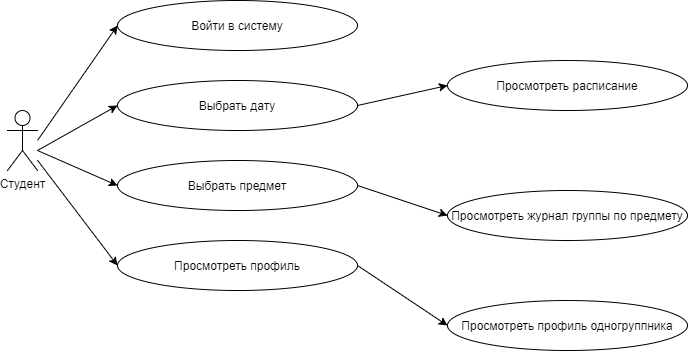 Войти в систему
Просмотреть расписание
Выбрать дату
Студент
Выбрать предмет
Просмотреть журнал группы по предмету
Просмотреть профиль
Просмотреть профиль одногруппника